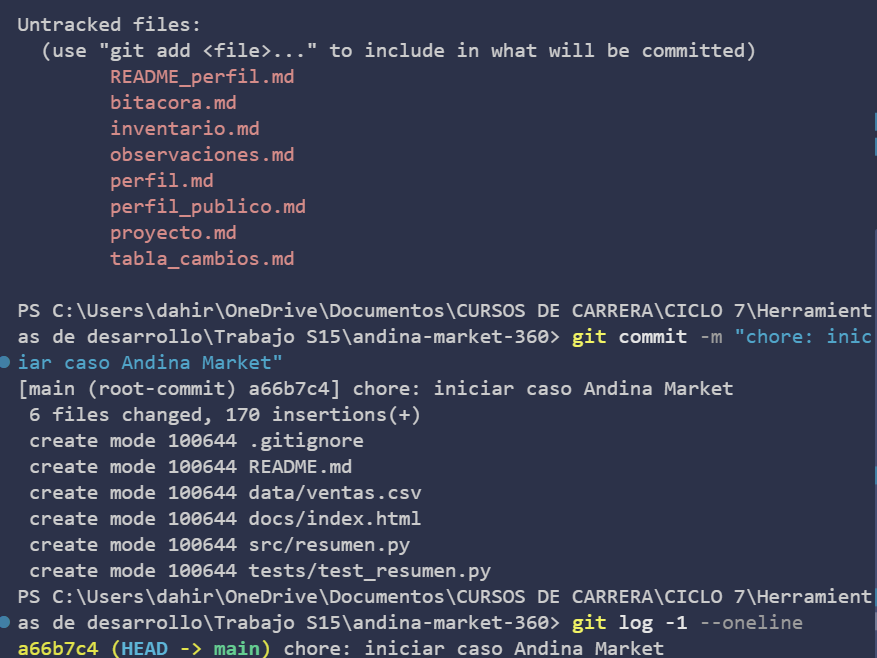 Untracked files:
  (use "git add <file>..." to include in what will be committed)
        README_perfil.md
        bitacora.md
        inventario.md
        observaciones.md
        perfil.md
        perfil_publico.md
        proyecto.md
        tabla_cambios.md

PS C:\Users\dahir\OneDrive\Documentos\CURSOS DE CARRERA\CICLO 7\Herramient
as de desarrollo\Trabajo S15\andina-market-360> git commit -m "chore: inic
iar caso Andina Market"
[main (root-commit) a66b7c4] chore: iniciar caso Andina Market
 6 files changed, 170 insertions(+)
 create mode 100644 .gitignore
 create mode 100644 README.md
 create mode 100644 data/ventas.csv
 create mode 100644 docs/index.html
 create mode 100644 src/resumen.py
 create mode 100644 tests/test_resumen.py
PS C:\Users\dahir\OneDrive\Documentos\CURSOS DE CARRERA\CICLO 7\Herramient
as de desarrollo\Trabajo S15\andina-market-360> git log -1 --oneline
a66b7c4 (HEAD -> main) chore: iniciar caso Andina Market